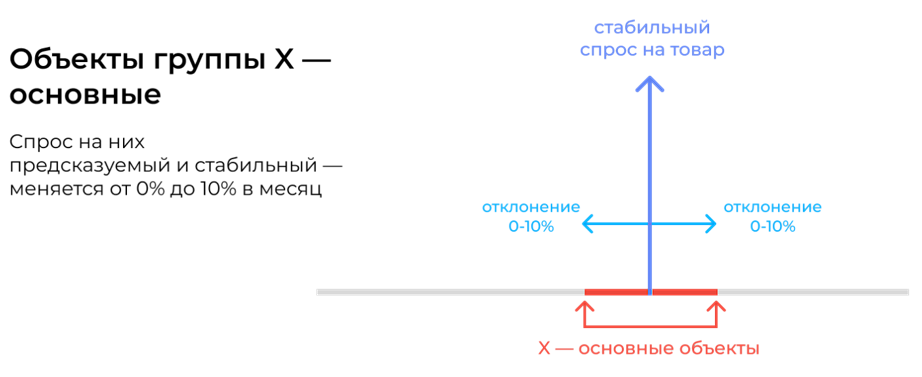 Объекты группы X —
основные
Спрос на них
предсказуемый и стабильный —
меняется от 0% до 10% в месяц
стабильный
спрос на товар
отклонение
0-10%
отклонение
0-10%
X — основные объекты